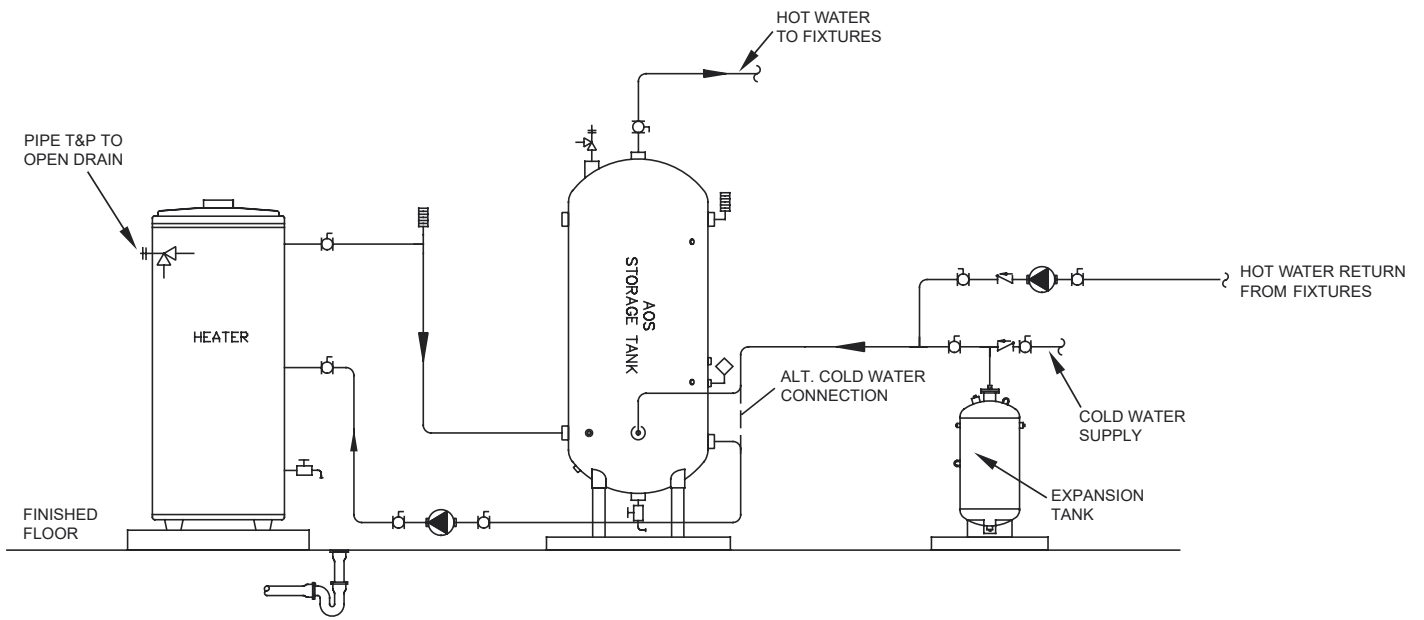 HOT WATER
TO FIXTURES
PIPE T&P TO
OPEN DRAIN
HEATER
AOS
STORAGE TANK
HOT WATER RETURN
FROM FIXTURES
ALT. COLD WATER
CONNECTION
COLD WATER
SUPPLY
EXPANSION
TANK
FINISHED
FLOOR